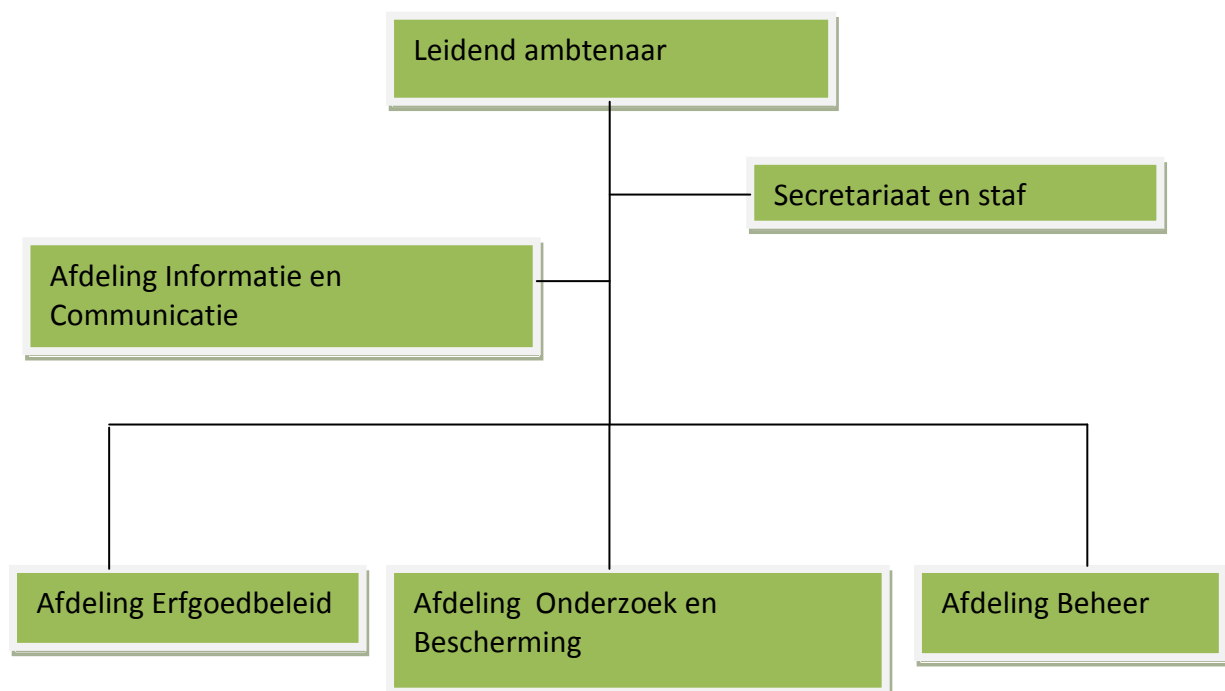 Leidend ambtenaar
Secretariaat en staf
Afdeling Informatie en
Communicatie
Afdeling Erfgoedbeleid
Afdeling  Onderzoek en
Bescherming
Afdeling Beheer